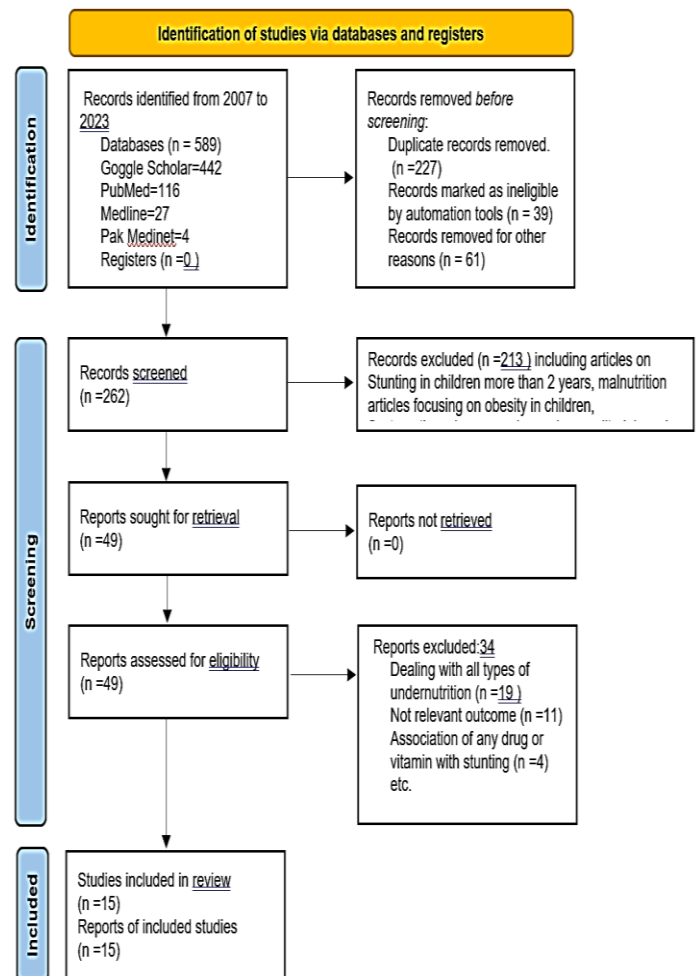 Identification of studies via databases and registers
Identification
Records identified from 2007 to
2023
Databases (n = 589)
Goggle Scholar=442
PubMed=116
Medline=27
Pak Medinet=4
Registers (n =0 )
Records removed before
screening:
Duplicate records removed.
(n =227)
Records marked as ineligible
by automation tools (n = 39)
Records removed for other
reasons (n = 61)
Screening
Records screened
(n =262)
Records excluded (n =213 ) including articles on
Stunting in children more than 2 years, malnutrition
articles focusing on obesity in children,
Reports sought for retrieval
(n =49)
Reports not retrieved
(n =0)
Reports assessed for eligibility
(n =49)
Reports excluded:34
Dealing with all types of
undernutrition (n =19 )
Not relevant outcome (n =11)
Association of any drug or
vitamin with stunting (n =4)
etc.
Included
Studies included in review
(n =15)
Reports of included studies
(n =15)